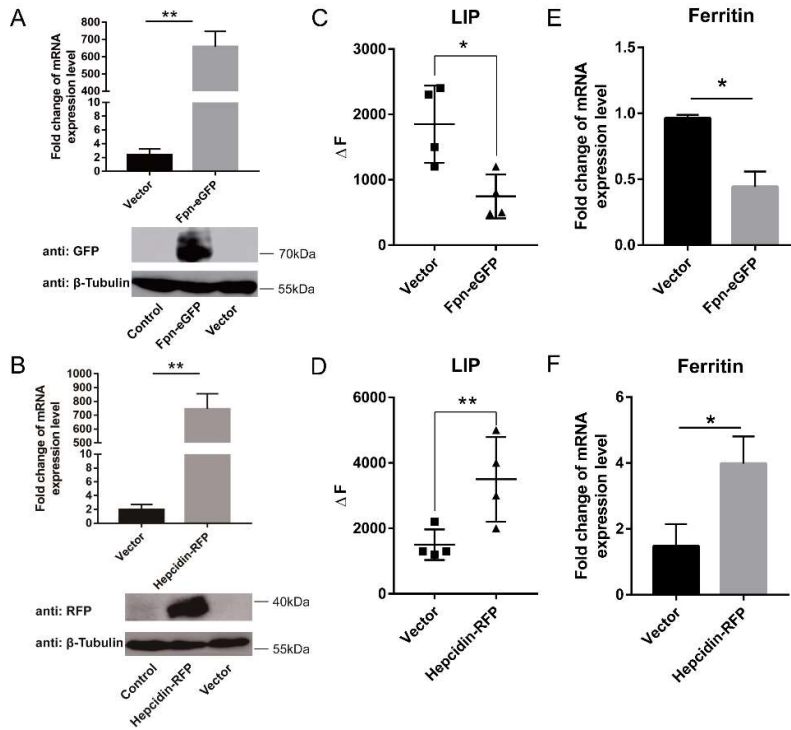 A
Fold change of mRNA
expression level
800
700
600
500
400
300
200
10
8
6
4
2
0
**
Vector
Fpn-eGFP
anti: GFP
70kDa
anti: β-Tubulin
55kDa
Control
Fpn-eGFP
Vector
B
Fold change of mRNA
expression level
1000
900
800
700
600
500
400
300
200
10
8
6
4
2
0
**
Vector
Hepcidin-RFP
anti: RFP
40kDa
anti: β-Tubulin
55kDa
Control
Hepcidin-RFP
Vector
C
LIP
Δ F
3000
2000
1000
0
*
Vector
Fpn-eGFP
D
LIP
Δ F
6000
4000
2000
0
**
Vector
Hepcidin-RFP
E
Ferritin
Fold change of mRNA
expression level
1.5
1.0
0.5
0.0
*
Vector
Fpn-eGFP
F
Ferritin
Fold change of mRNA
expression level
6
4
2
0
*
Vector
Hepcidin-RFP